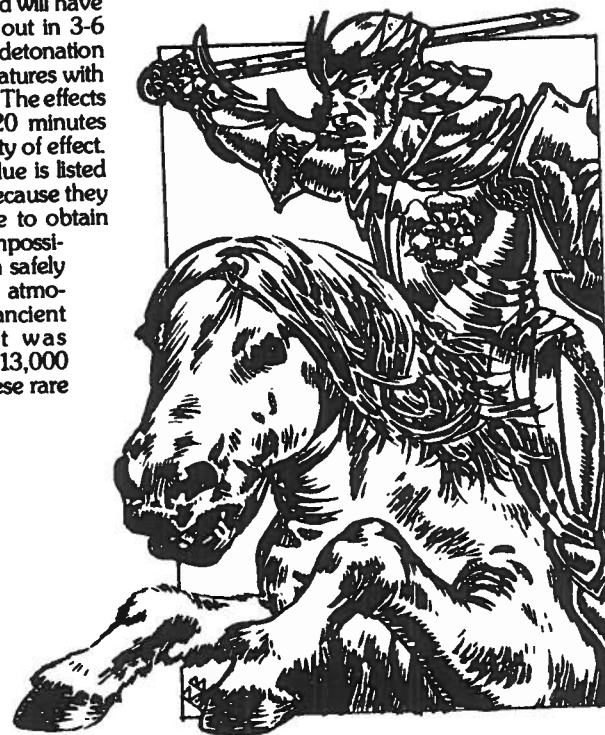 d will have
out in 3-6
detonation
atures with
The effects
20 minutes
ty of effect.
lue is listed
ecause they
e to obtain
mpossi-
n safely
atmo-
ancient
t was
13,000
ese rare